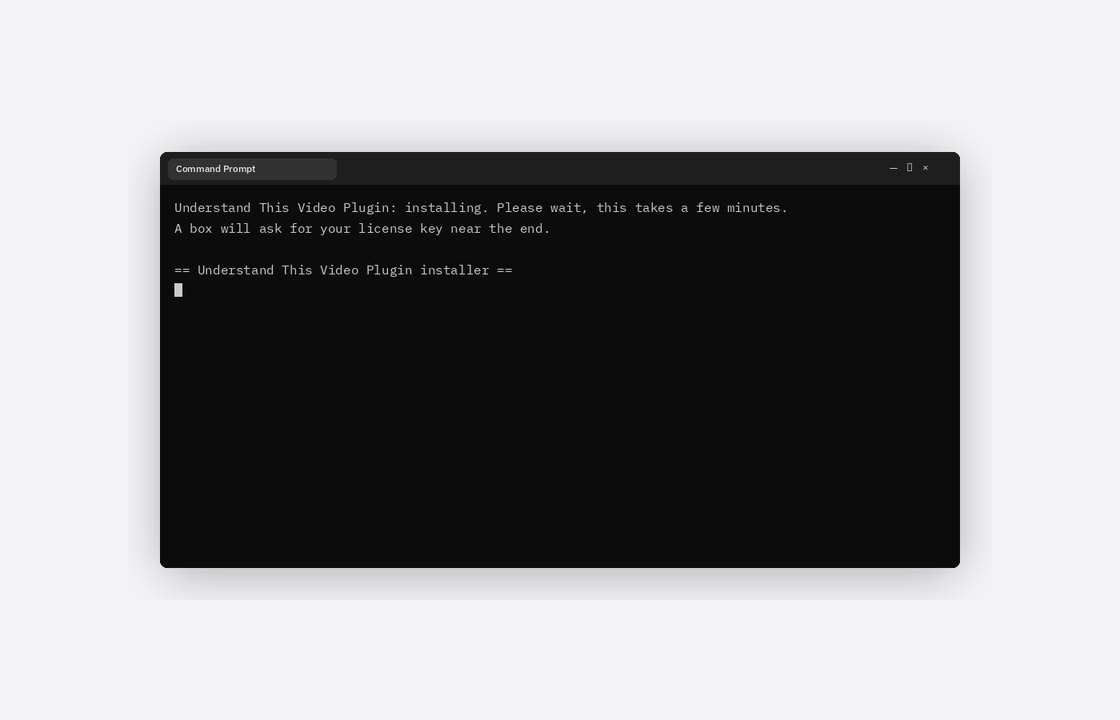 Command Prompt
Understand This Video Plugin: installing. Please wait, this takes a few minutes.
A box will ask for your license key near the end.
== Understand This Video Plugin installer ==